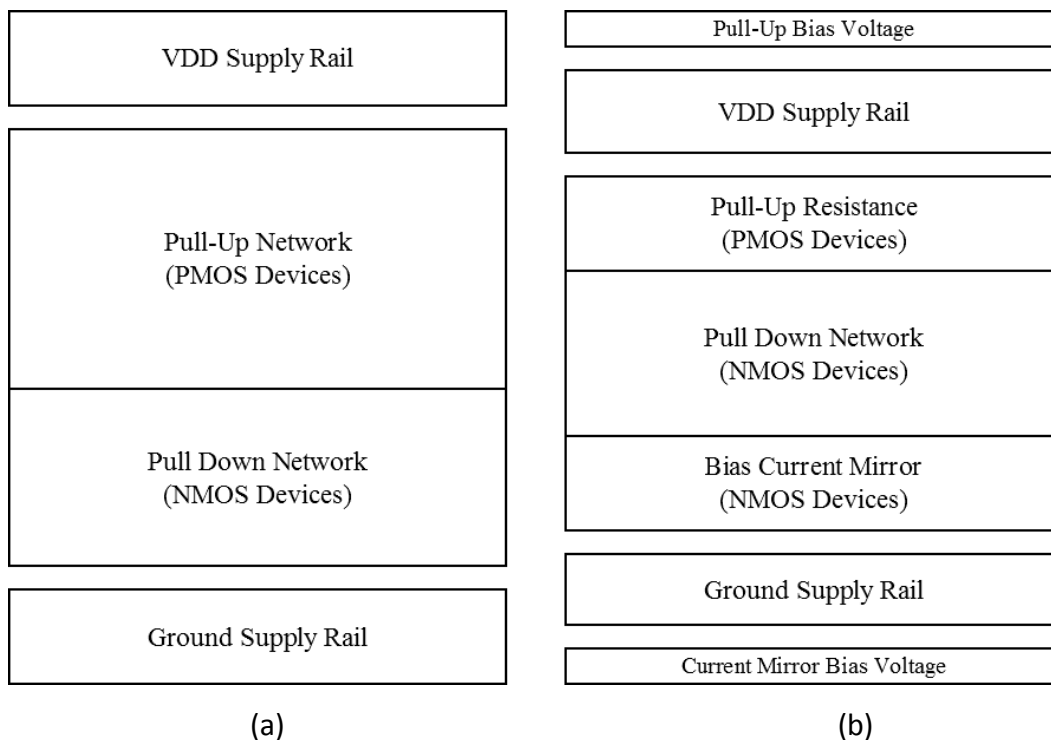 VDD Supply Rail
Pull-Up Network
(PMOS Devices)
Pull Down Network
(NMOS Devices)
Ground Supply Rail
(a)
Pull-Up Bias Voltage
VDD Supply Rail
Pull-Up Resistance
(PMOS Devices)
Pull Down Network
(NMOS Devices)
Bias Current Mirror
(NMOS Devices)
Ground Supply Rail
Current Mirror Bias Voltage
(b)